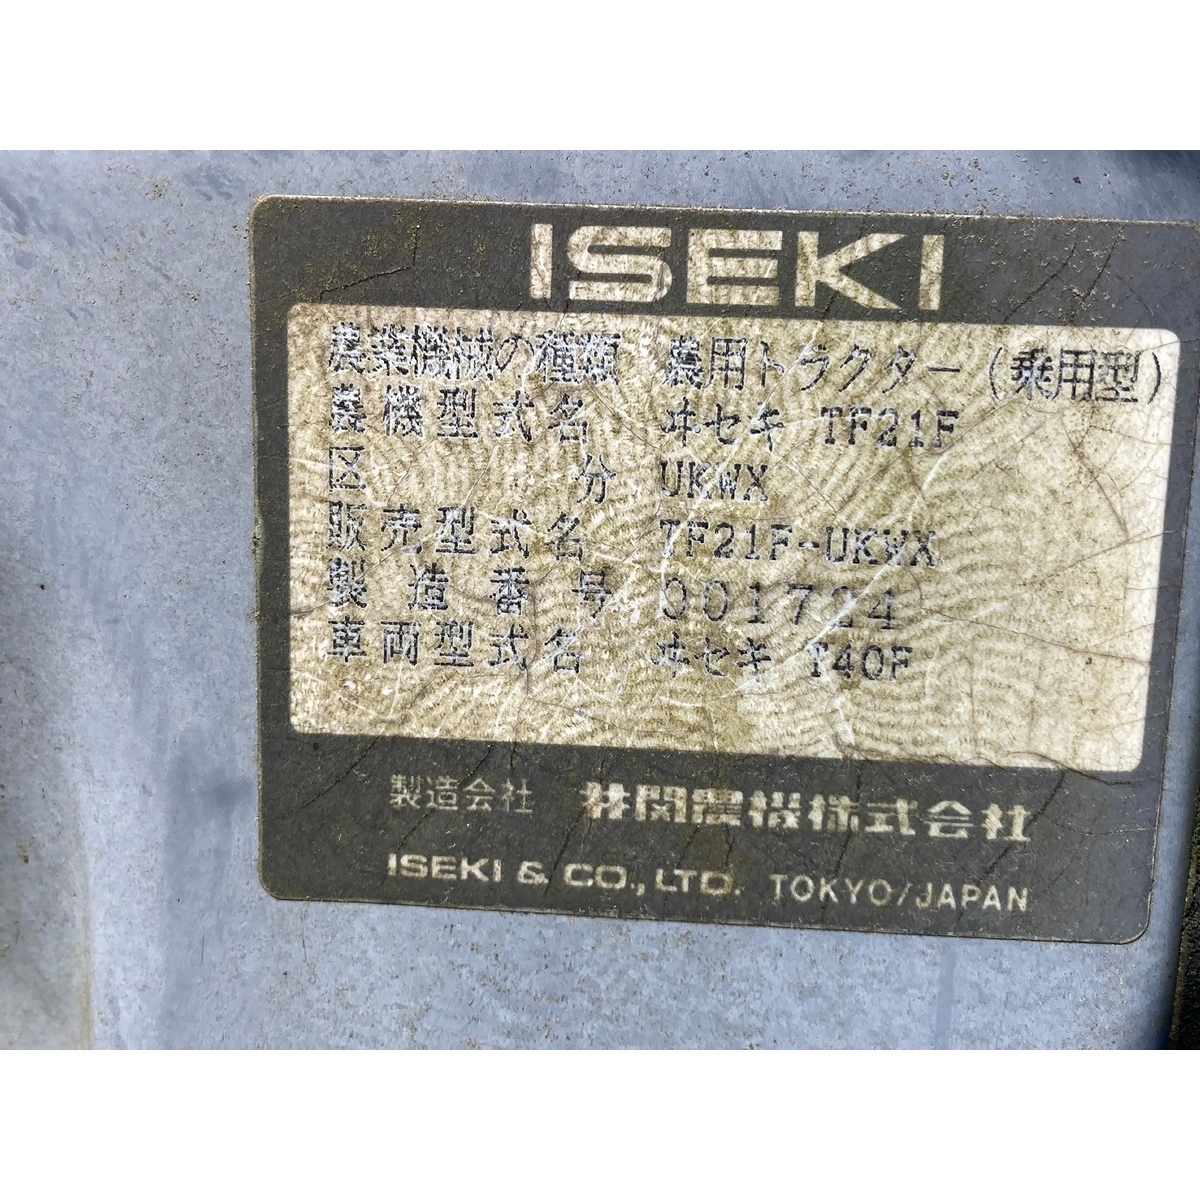 ISEKI
農業機械の種類 農用トラクター(乗用型)
農機型式名 ヰセキ TF21F
区分 UKWX
販売型式名 TF21F-UKWX
製造番号 001724
車両型式名 ヰセキ T40F
製造会社 井関農機株式会社
ISEKI & CO., LTD. TOKYO/JAPAN